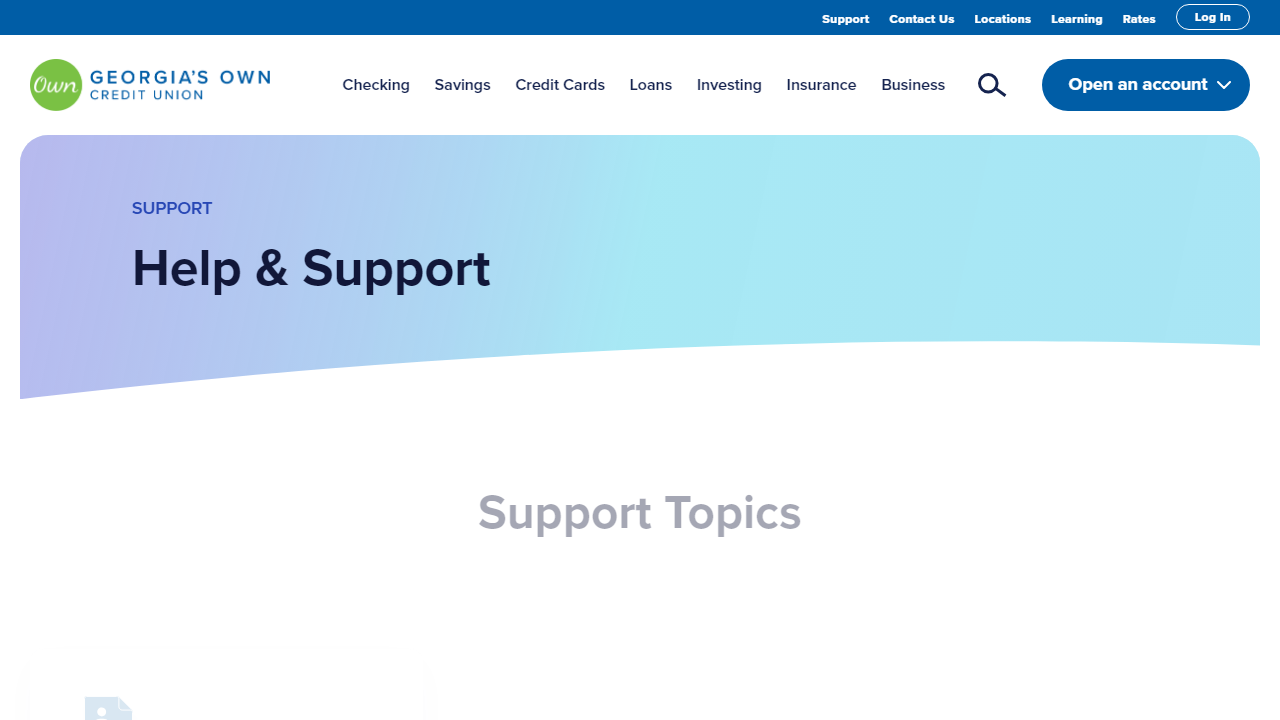 Support Contact Us Locations Learning Rates Log In
Own GEORGIA'S OWN
CREDIT UNION
Checking Savings Credit Cards Loans Investing Insurance Business Open an account
SUPPORT
Help & Support
Support Topics